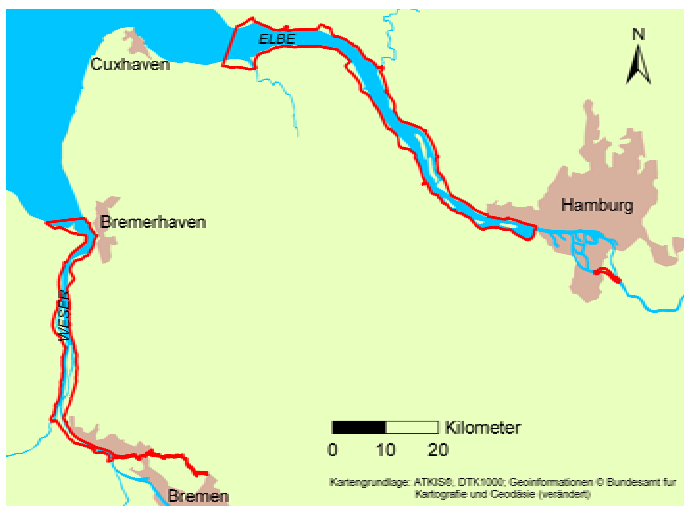 ELBE
N
Cuxhaven
Hamburg
Bremerhaven
WESER
Kilometer
0 10 20
Kartengrundlage: ATKIS®, DTK1000; Geoinformationen © Bundesamt fur
Kartografie und Geodäsie (verändert)
Bremen